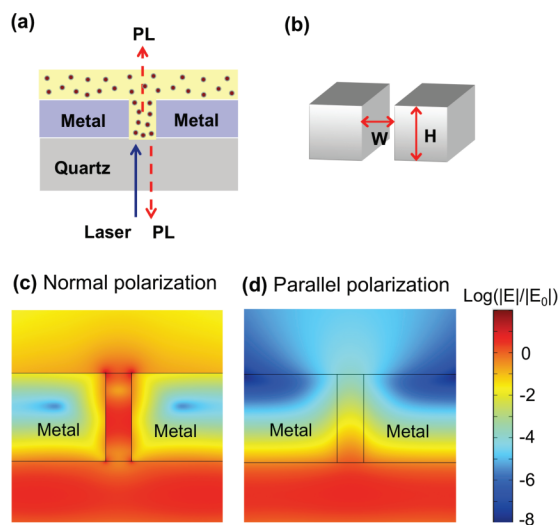 (a)
PL
Metal
Metal
Quartz
Laser
PL
(b)
W
H
(c) Normal polarization
Metal
Metal
(d) Parallel polarization
Metal
Metal
Log(|E|/|E₀|)
0
-2
-4
-6
-8